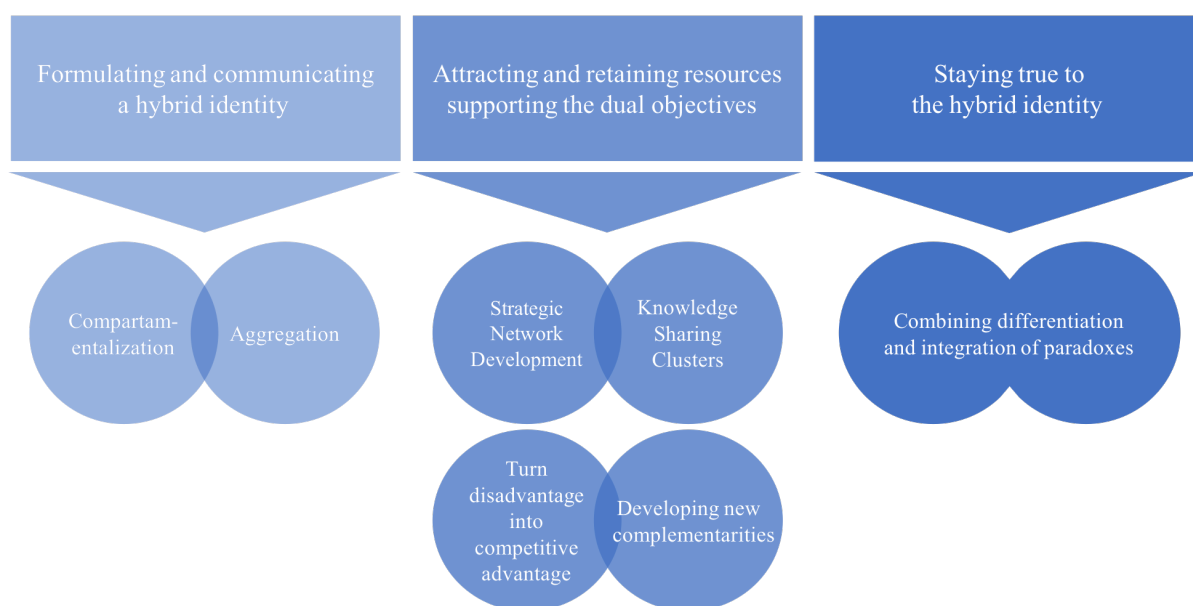 Formulating and communicating
a hybrid identity
Attracting and retaining resources
supporting the dual objectives
Staying true to
the hybrid identity
Compartam-
entalization
Aggregation
Strategic
Network
Development
Knowledge
Sharing
Clusters
Combining differentiation
and integration of paradoxes
Turn
disadvantage
into
competitive
advantage
Developing new
complementarities